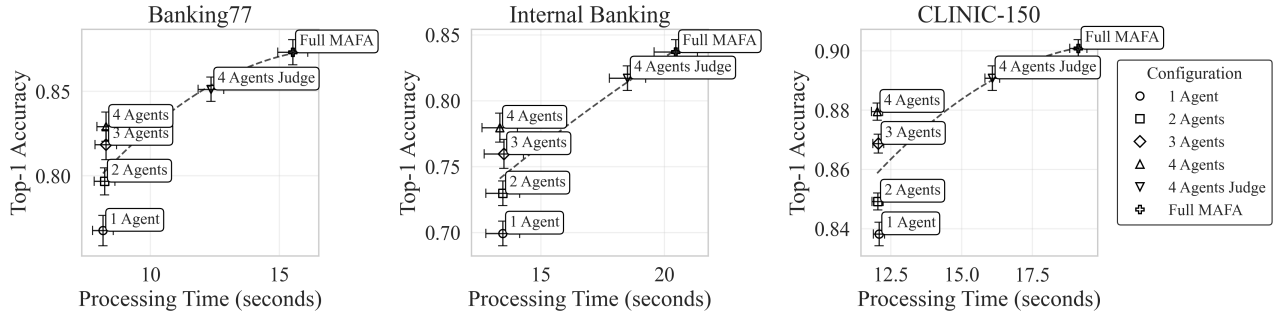 Banking77
Top-1 Accuracy
0.85
0.80
10
15
Processing Time (seconds)
Full MAFA
4 Agents Judge
4 Agents
3 Agents
2 Agents
1 Agent
Internal Banking
Top-1 Accuracy
0.85
0.80
0.75
0.70
15
20
Processing Time (seconds)
Full MAFA
4 Agents Judge
4 Agents
3 Agents
2 Agents
1 Agent
CLINIC-150
Top-1 Accuracy
0.90
0.88
0.86
0.84
12.5
15.0
17.5
Processing Time (seconds)
Full MAFA
4 Agents Judge
4 Agents
3 Agents
2 Agents
1 Agent
Configuration
1 Agent
2 Agents
3 Agents
4 Agents
4 Agents Judge
Full MAFA